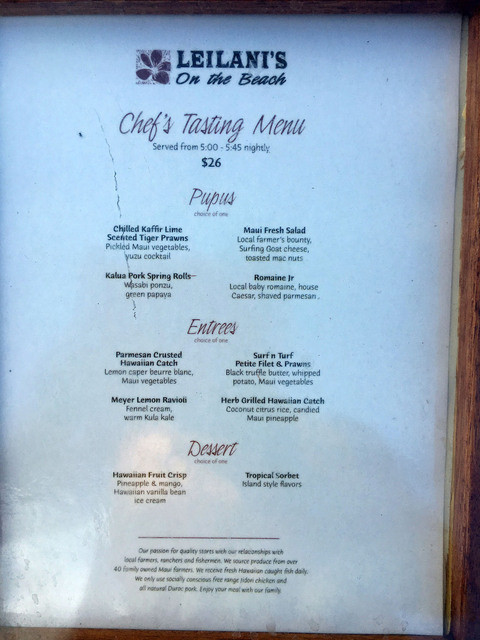 LEILANI'S
On the Beach
Chef's Tasting Menu
Served from 5:00 - 5:45 nightly
$26
Pupus
choice of one
Chilled Kaffir Lime
Scented Tiger Prawns
Pickled Maui vegetables,
yuzu cocktail
Maui Fresh Salad
Local farmer's bounty,
Surfing Goat cheese,
toasted mac nuts
Kalua Pork Spring Rolls
Wasabi ponzu,
green papaya
Romaine Jr
Local baby romaine, house
Caesar, shaved parmesan
Entrees
choice of one
Parmesan Crusted
Hawaiian Catch
Lemon caper beurre blanc,
Maui vegetables
Surf n Turf
Petite Filet & Prawns
Black truffle butter, whipped
potato, Maui vegetables
Meyer Lemon Ravioli
Fennel cream,
warm Kula kale
Herb Grilled Hawaiian Catch
Coconut citrus rice, candied
Maui pineapple
Dessert
choice of one
Hawaiian Fruit Crisp
Pineapple & mango,
Hawaiian vanilla bean
ice cream
Tropical Sorbet
Island style flavors
Our passion for quality starts with our relationships with
local farmers, ranchers and fishermen. We source produce from over
40 family owned Maui farmers. We receive fresh Hawaiian caught fish daily.
We only use socially conscious free range Jidori chicken and
all natural Duroc pork. Enjoy your meal with our family.